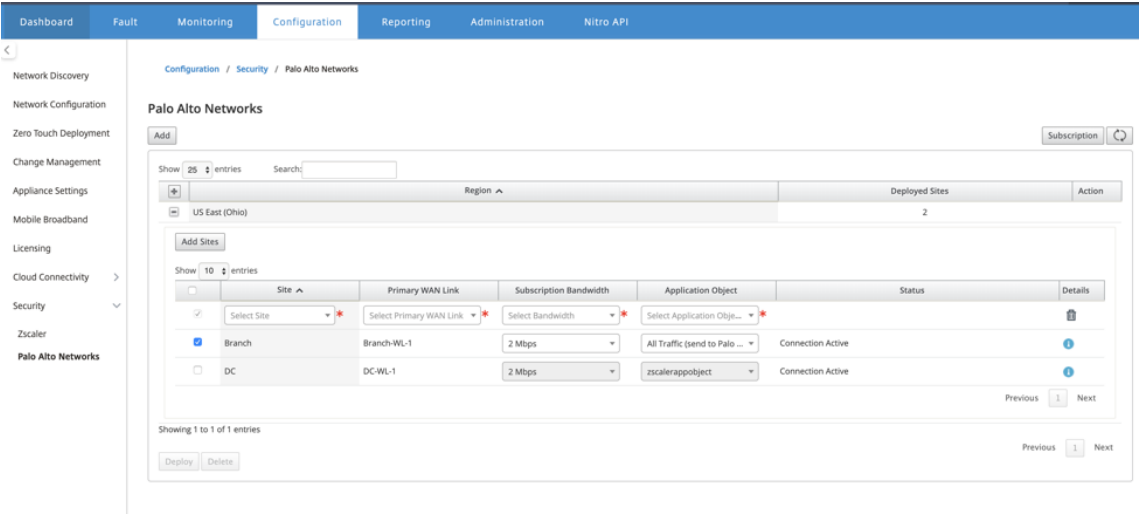 Dashboard Fault Monitoring Configuration Reporting Administration Nitro API
Configuration / Security / Palo Alto Networks
Network Discovery
Network Configuration
Zero Touch Deployment
Change Management
Appliance Settings
Mobile Broadband
Licensing
Cloud Connectivity
Security
Zscaler
Palo Alto Networks
Palo Alto Networks
Add Subscription
Show 25 entries Search:
Region Deployed Sites Action
US East (Ohio) 2
Add Sites
Show 10 entries
Site Primary WAN Link Subscription Bandwidth Application Object Status Details
Select Site * Select Primary WAN Link * Select Bandwidth * Select Application Obje... *
Branch Branch-WL-1 2 Mbps All Traffic (send to Palo ... Connection Active
DC DC-WL-1 2 Mbps zscalerappobject Connection Active
Previous 1 Next
Showing 1 to 1 of 1 entries
Previous 1 Next
Deploy Delete